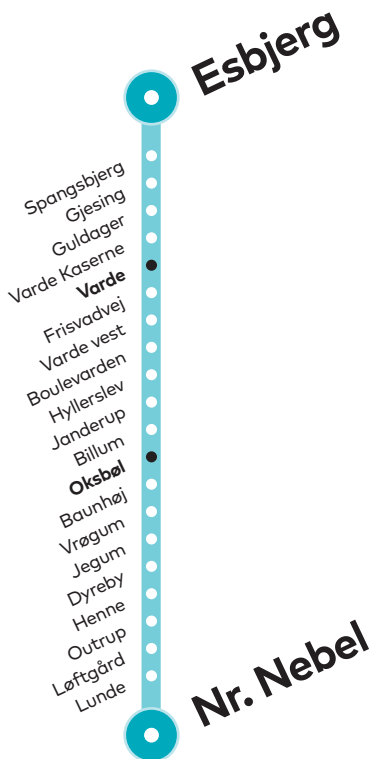 Esbjerg
Spangsbjerg
Gjesing
Guldager
Varde Kaserne
Varde
Frisvadvej
Varde vest
Boulevarden
Hyllerslev
Janderup
Billum
Oksbøl
Baunhøj
Vrøgum
Jegum
Dyreby
Henne
Outrup
Løftgård
Lunde
Nr. Nebel